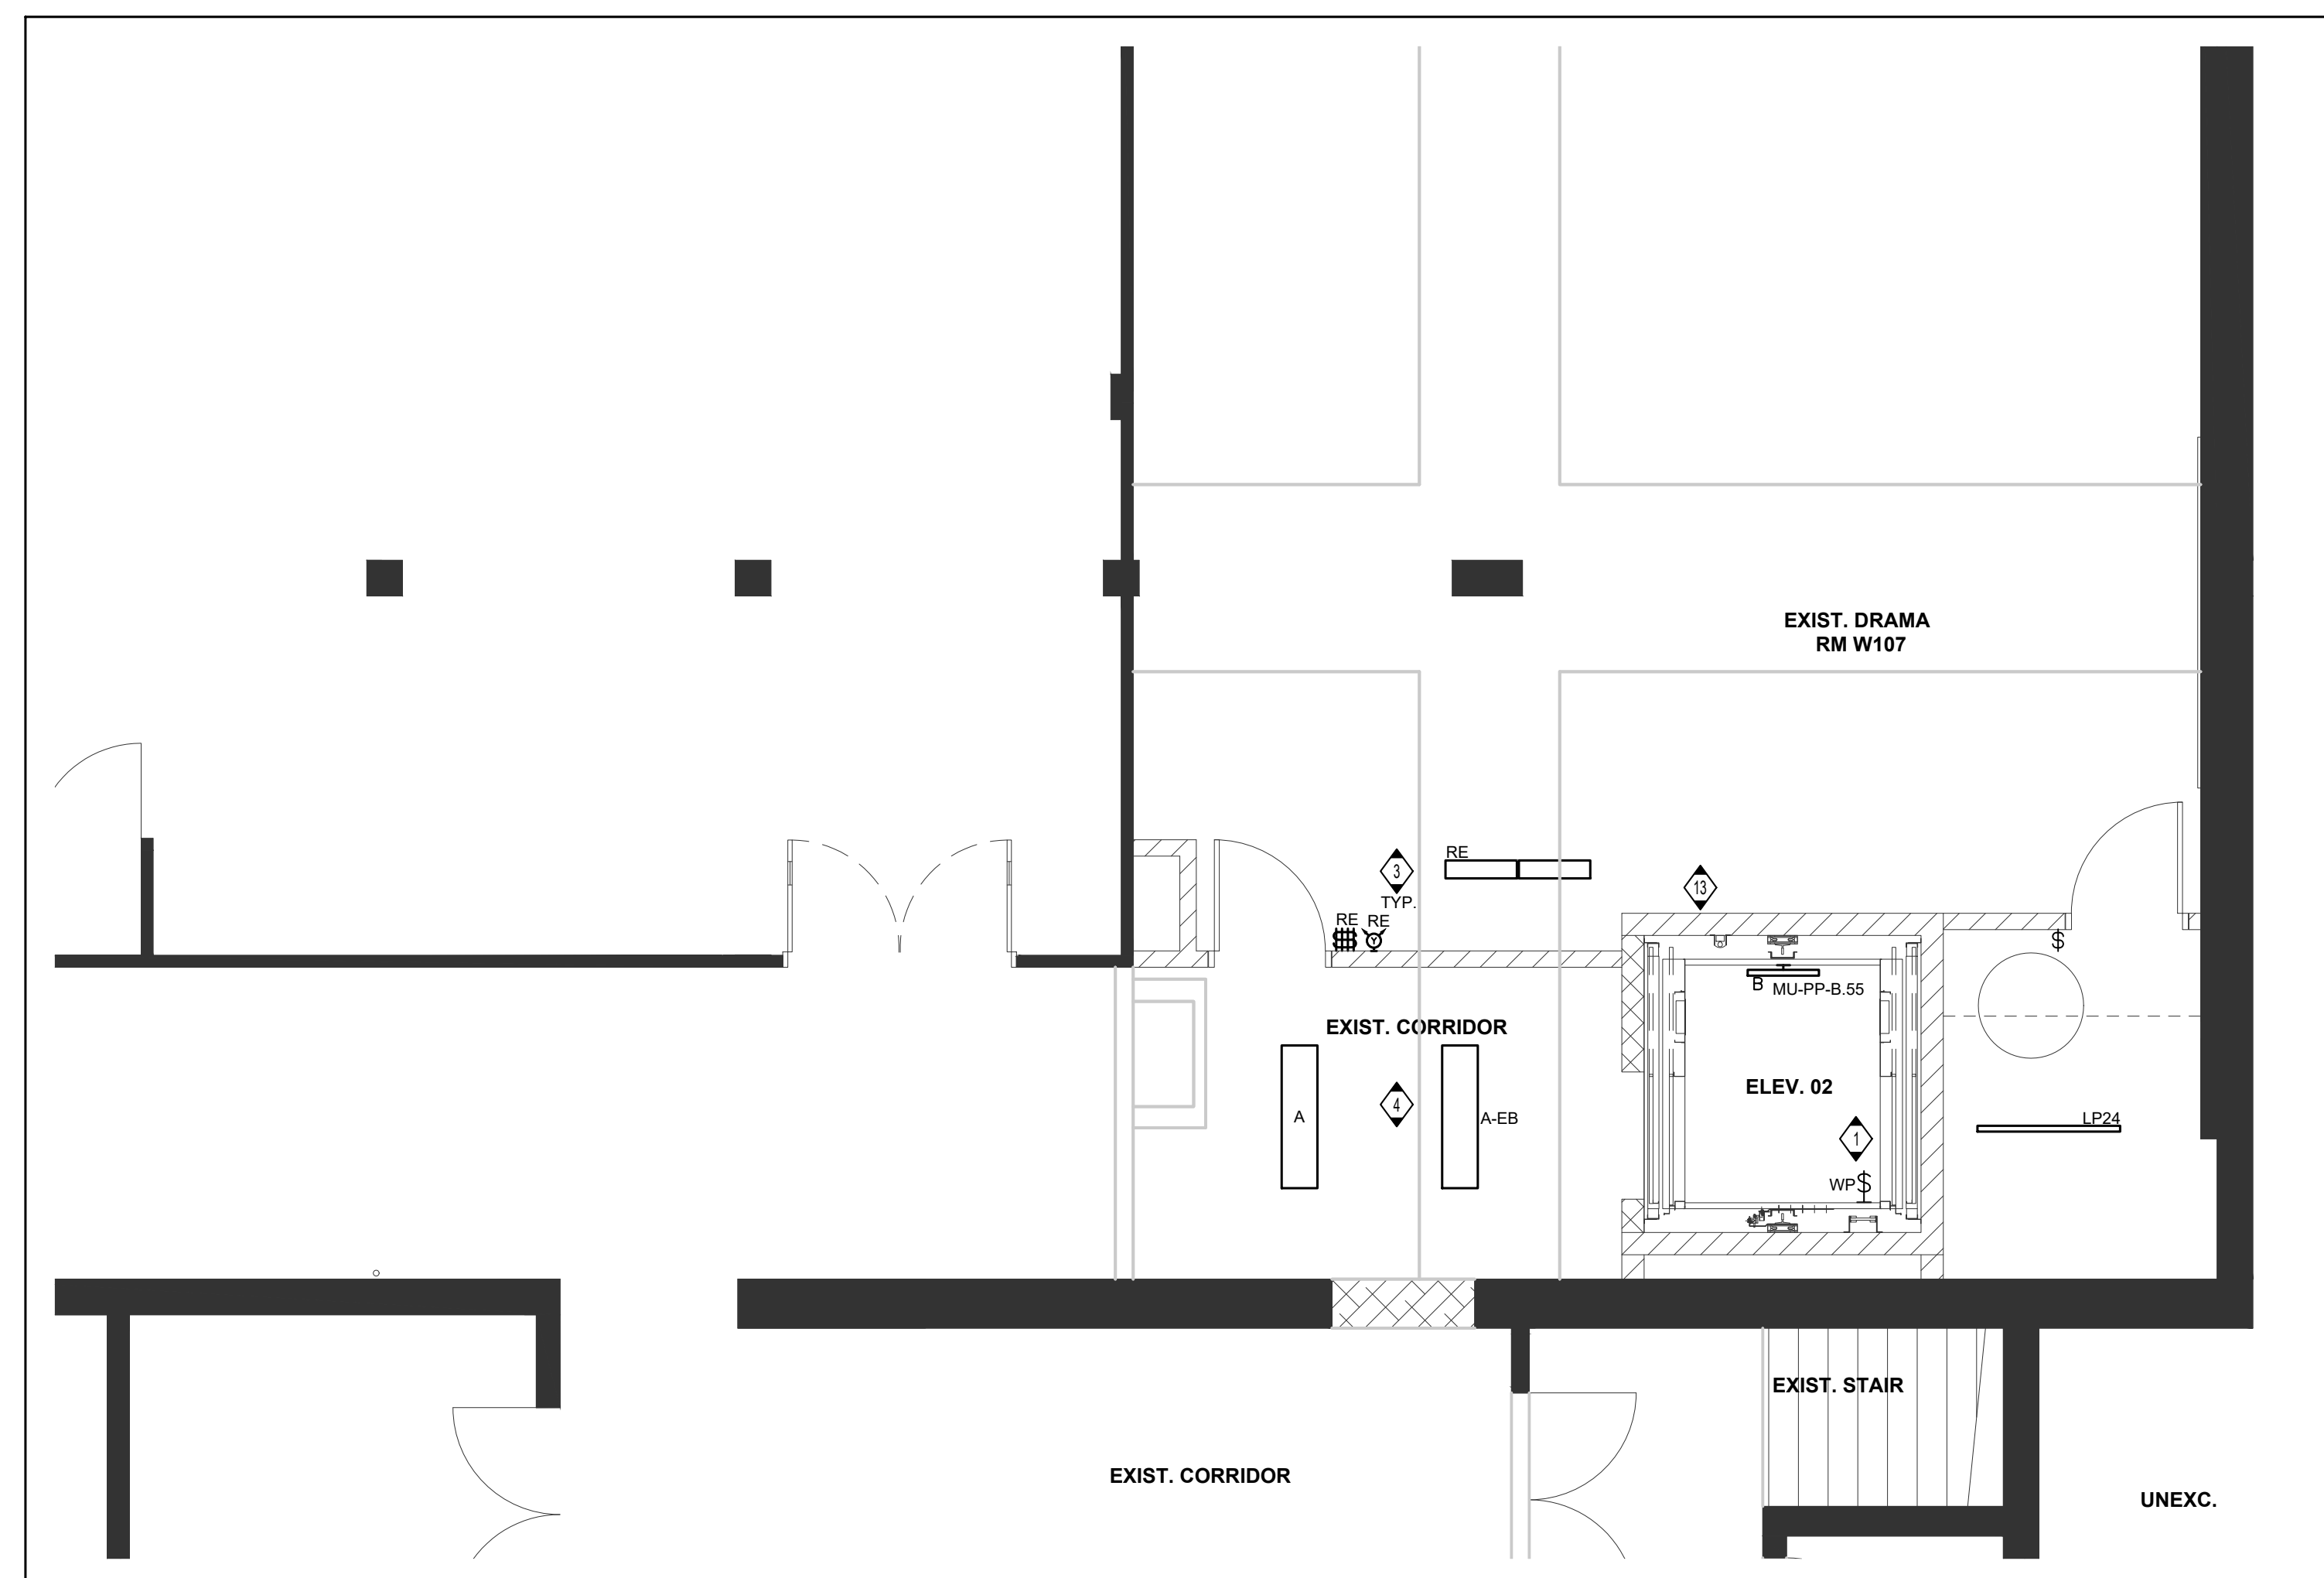 EXIST. DRAMA
RM W107
RE
3
TYP.
13
RE
RE
$
B
MU-PP-B.55
EXIST. CORRIDOR
ELEV. 02
4
A
A-EB
LP24
1
WP$
EXIST. STAIR
EXIST. CORRIDOR
UNEXC.